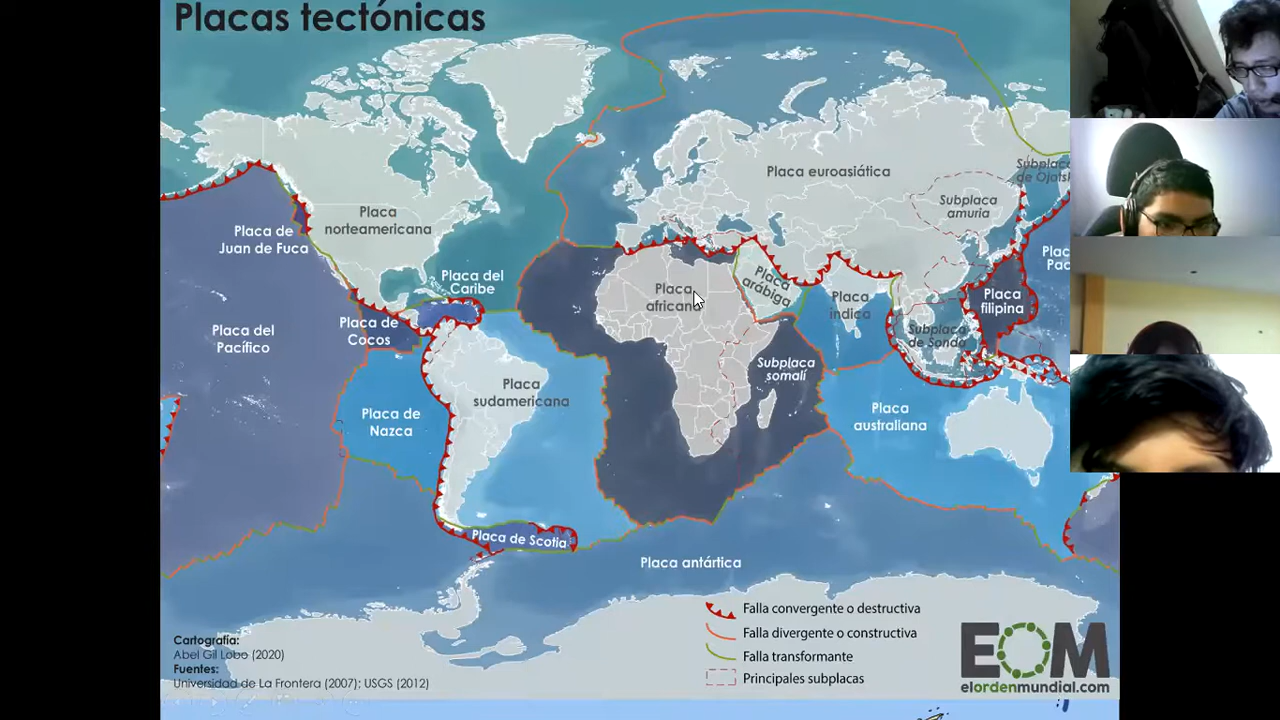 Placas tectónicas
Placa euroasiática
Subplaca
de Ojotsk
Subplaca
amuria
Placa
norteamericana
Placa de
Juan de Fuca
Placa del
Caribe
Placa
africana
Placa
arábiga
Placa
índica
Placa
filipina
Placa del
Pacífico
Placa de
Cocos
Subplaca
de Sonda
Subplaca
somalí
Placa
sudamericana
Placa de
Nazca
Placa
australiana
Placa de Scotia
Placa antártica
Falla convergente o destructiva
Falla divergente o constructiva
Falla transformante
Principales subplacas
Cartografía:
Abel Gil Lobo (2020)
Fuentes:
Universidad de La Frontera (2007); USGS (2012)
EOM
elordenmundial.com